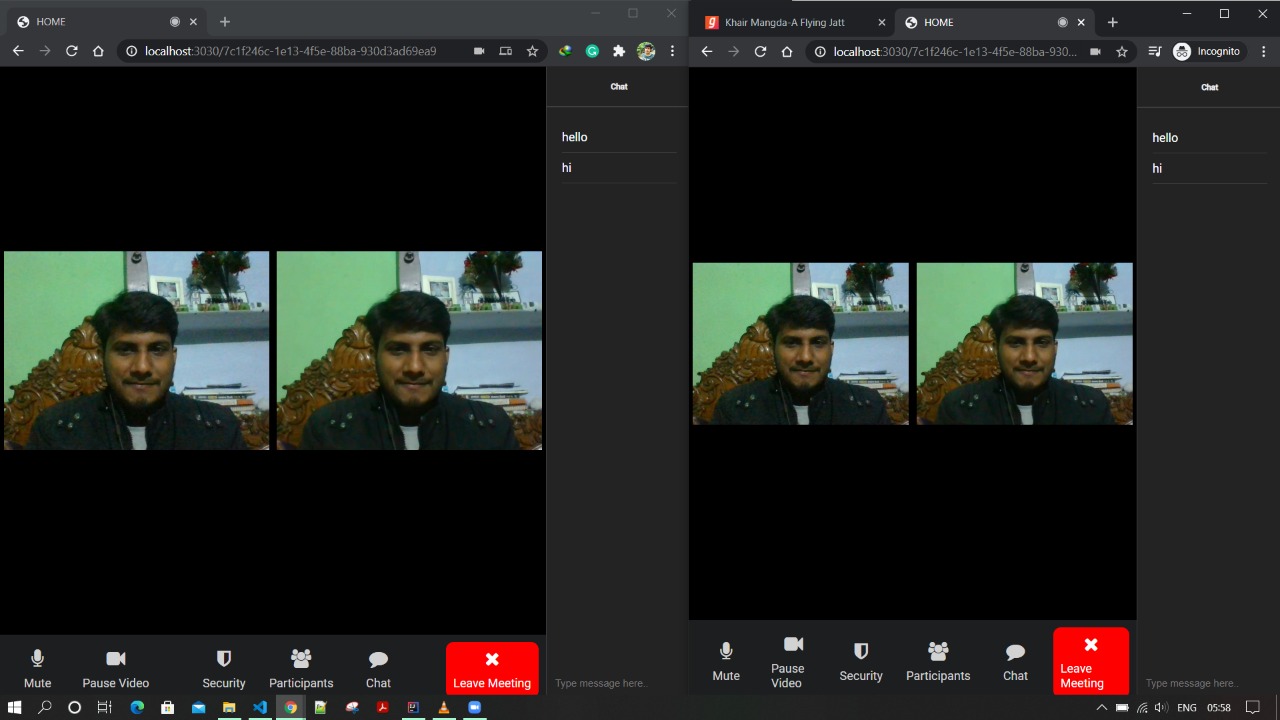 HOME
localhost:3030/7c1f246c-1e13-4f5e-88ba-930d3ad69ea9
Chat
hello
hi
Mute
Pause Video
Security
Participants
Chat
Leave Meeting
Type message here..
Khair Mangda-A Flying Jatt
HOME
localhost:3030/7c1f246c-1e13-4f5e-88ba-930...
Incognito
Chat
hello
hi
Mute
Pause
Video
Security
Participants
Chat
Leave
Meeting
Type message here..
ENG
05:58